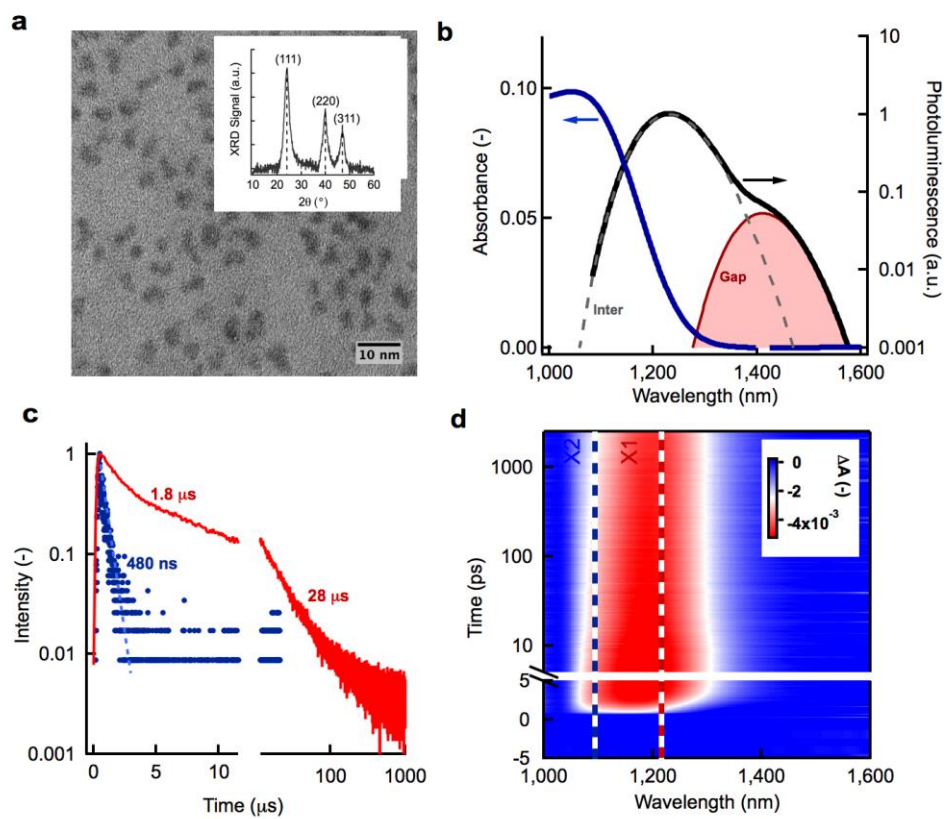 a
XRD Signal (a.u.)
(111)
(220)
(311)
10 20 30 40 50 60
2θ (°)
10 nm
b
Absorbance (-)
0.10
0.05
0.00
Inter
Gap
10
1
0.1
0.01
0.001
Photoluminescence (a.u.)
1,000 1,200 1,400 1,600
Wavelength (nm)
c
Intensity (-)
1
0.1
0.01
0.001
1.8 μs
480 ns
28 μs
0 5 10 100 1000
Time (μs)
d
Time (ps)
1000
100
10
5
0
-5
X2
X1
0
-2
-4x10-3
ΔA (-)
1,000 1,200 1,400 1,600
Wavelength (nm)